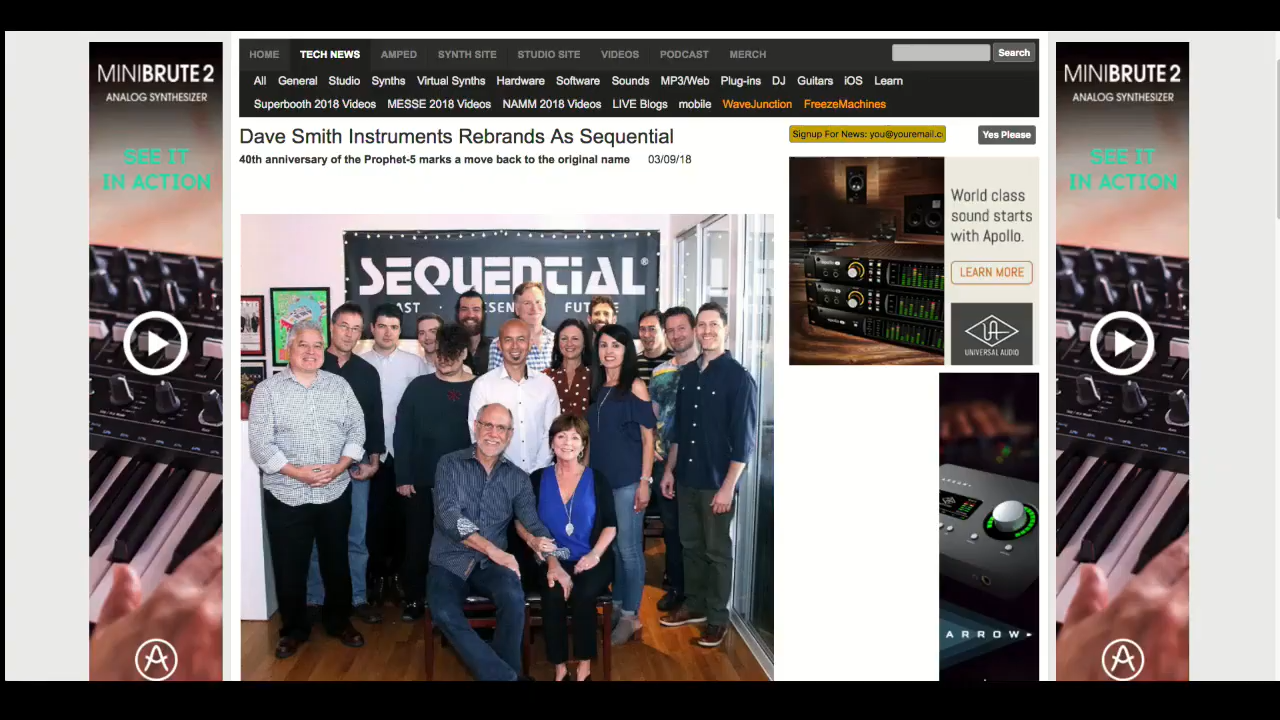 MINIBRUTE 2
ANALOG SYNTHESIZER
SEE IT
IN ACTION
HOME TECH NEWS AMPED SYNTH SITE STUDIO SITE VIDEOS PODCAST MERCH Search
All General Studio Synths Virtual Synths Hardware Software Sounds MP3/Web Plug-ins DJ Guitars iOS Learn
Superbooth 2018 Videos MESSE 2018 Videos NAMM 2018 Videos LIVE Blogs mobile WaveJunction FreezeMachines
Dave Smith Instruments Rebrands As Sequential
40th anniversary of the Prophet-5 marks a move back to the original name 03/09/18
SEQUENTIAL®
Signup For News: you@youremail.c
Yes Please
World class
sound starts
with Apollo.
LEARN MORE
UNIVERSAL AUDIO
ARROW
MINIBRUTE 2
ANALOG SYNTHESIZER
SEE IT
IN ACTION